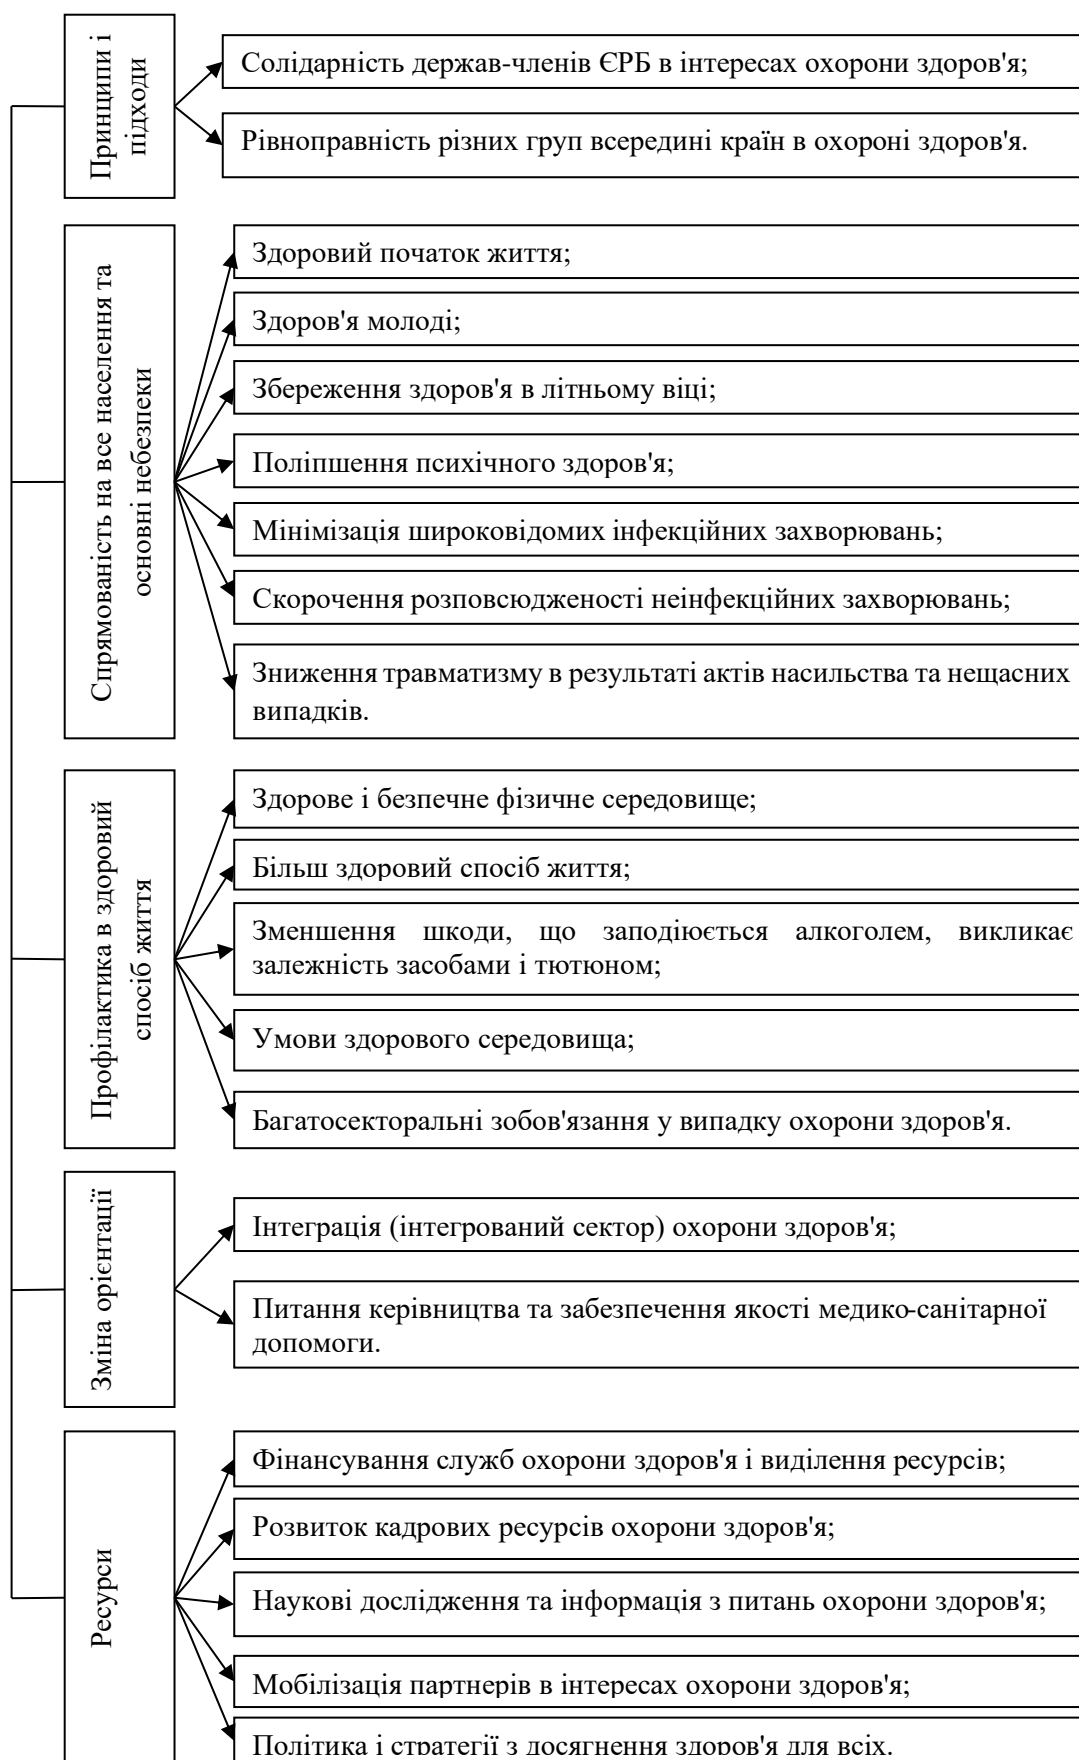 Принципи і
підходи
Солідарність держав-членів ЄРБ в інтересах охорони здоров'я;
Рівноправність різних груп всередині країн в охороні здоров'я.
Спрямованість на все населення та
основні небезпеки
Здоровий початок життя;
Здоров'я молоді;
Збереження здоров'я в літньому віці;
Поліпшення психічного здоров'я;
Мінімізація широковідомих інфекційних захворювань;
Скорочення розповсюдженості неінфекційних захворювань;
Зниження травматизму в результаті актів насильства та нещасних
випадків.
Профілактика в здоровий
спосіб життя
Здорове і безпечне фізичне середовище;
Більш здоровий спосіб життя;
Зменшення шкоди, що заподіюється алкоголем, викликає
залежність засобами і тютюном;
Умови здорового середовища;
Багатосекторальні зобов'язання у випадку охорони здоров'я.
Зміна орієнтації
Інтеграція (інтегрований сектор) охорони здоров'я;
Питання керівництва та забезпечення якості медико-санітарної
допомоги.
Ресурси
Фінансування служб охорони здоров'я і виділення ресурсів;
Розвиток кадрових ресурсів охорони здоров'я;
Наукові дослідження та інформація з питань охорони здоров'я;
Мобілізація партнерів в інтересах охорони здоров'я;
Політика і стратегії з досягнення здоров'я для всіх.